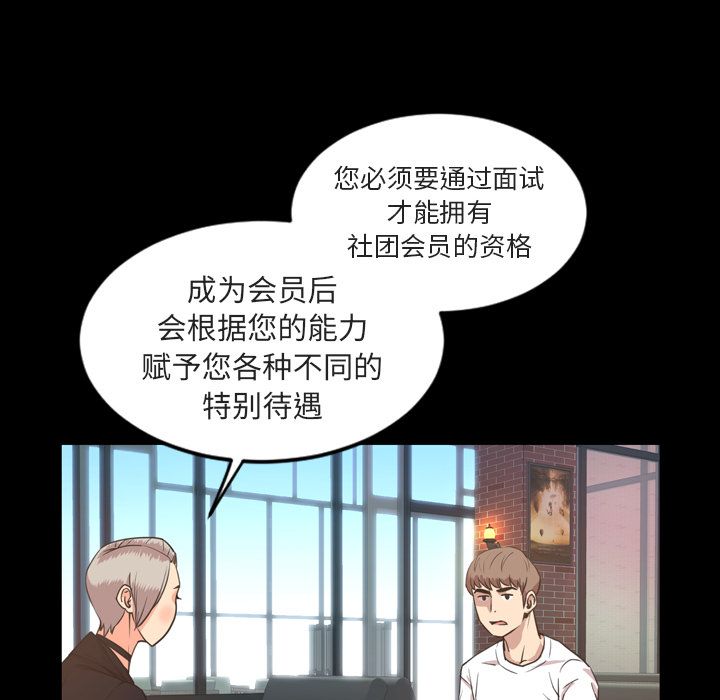 您必须要通过面试
才能拥有
社团会员的资格
成为会员后
会根据您的能力
赋予您各种不同的
特别待遇